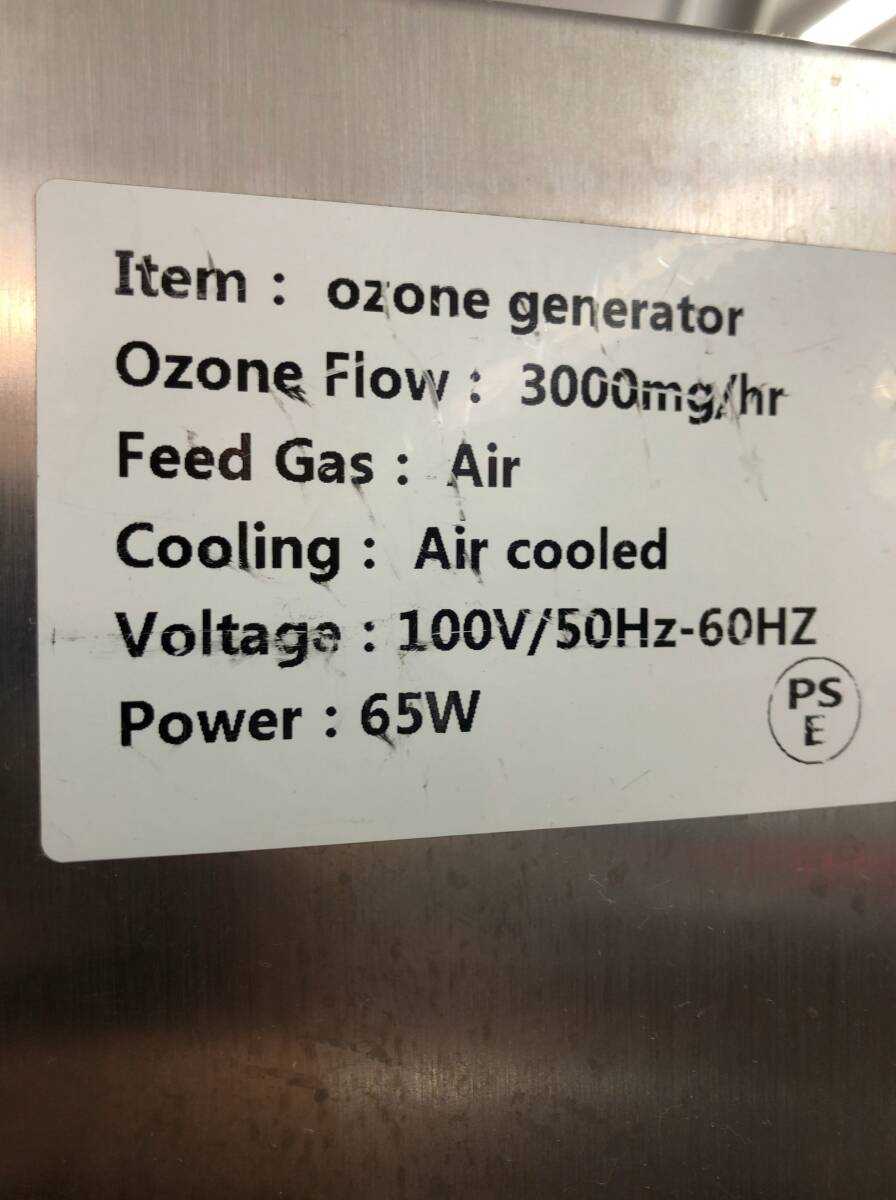 Item : ozone generator
Ozone Flow : 3000mg/hr
Feed Gas : Air
Cooling : Air cooled
Voltage : 100V/50Hz-60HZ
Power : 65W
PS
E